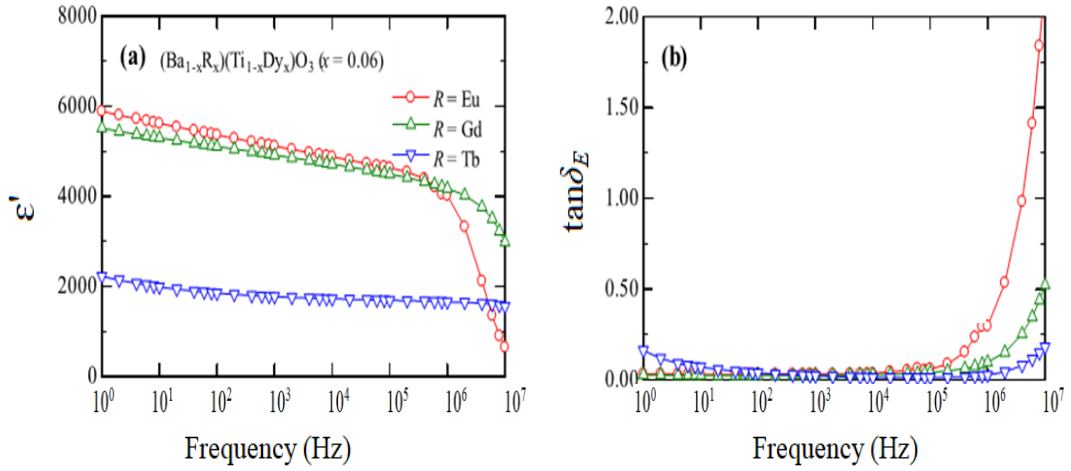 (a) (Ba₁₋ₓRₓ)(Ti₁₋ₓDyₓ)O₃ (x = 0.06)
R = Eu
R = Gd
R = Tb
8000
6000
4000
2000
0
ε'
10⁰ 10¹ 10² 10³ 10⁴ 10⁵ 10⁶ 10⁷
Frequency (Hz)
(b)
2.00
1.50
1.00
0.50
0.00
tanδE
10⁰ 10¹ 10² 10³ 10⁴ 10⁵ 10⁶ 10⁷
Frequency (Hz)